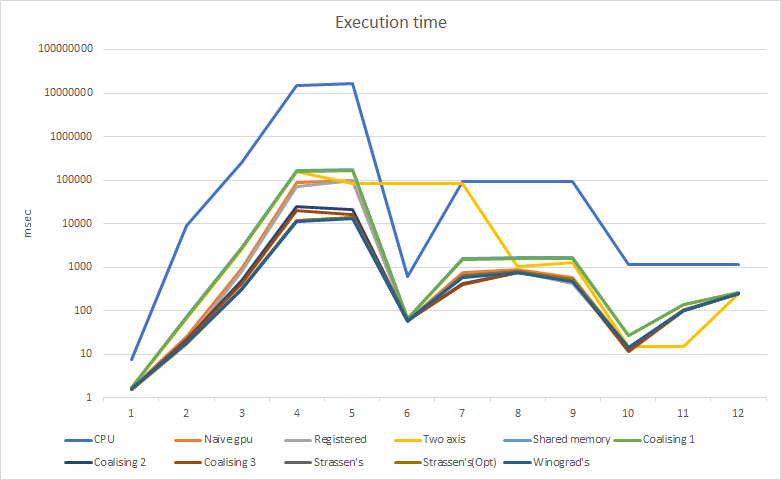 Execution time
100000000
10000000
1000000
100000
10000
1000
100
10
1
msec
1 2 3 4 5 6 7 8 9 10 11 12
CPU Naïve gpu Registered Two axis Shared memory Coalising 1
Coalising 2 Coalising 3 Strassen's Strassen's(Opt) Winograd's